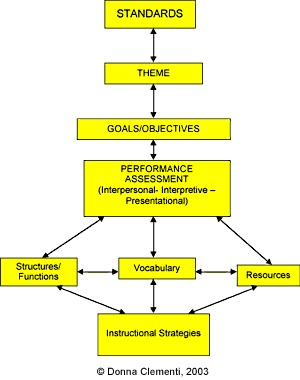 STANDARDS
THEME
GOALS/OBJECTIVES
PERFORMANCE
ASSESSMENT
(Interpersonal- Interpretive –
Presentational)
Structures/
Functions
Vocabulary
Resources
Instructional Strategies
© Donna Clementi, 2003